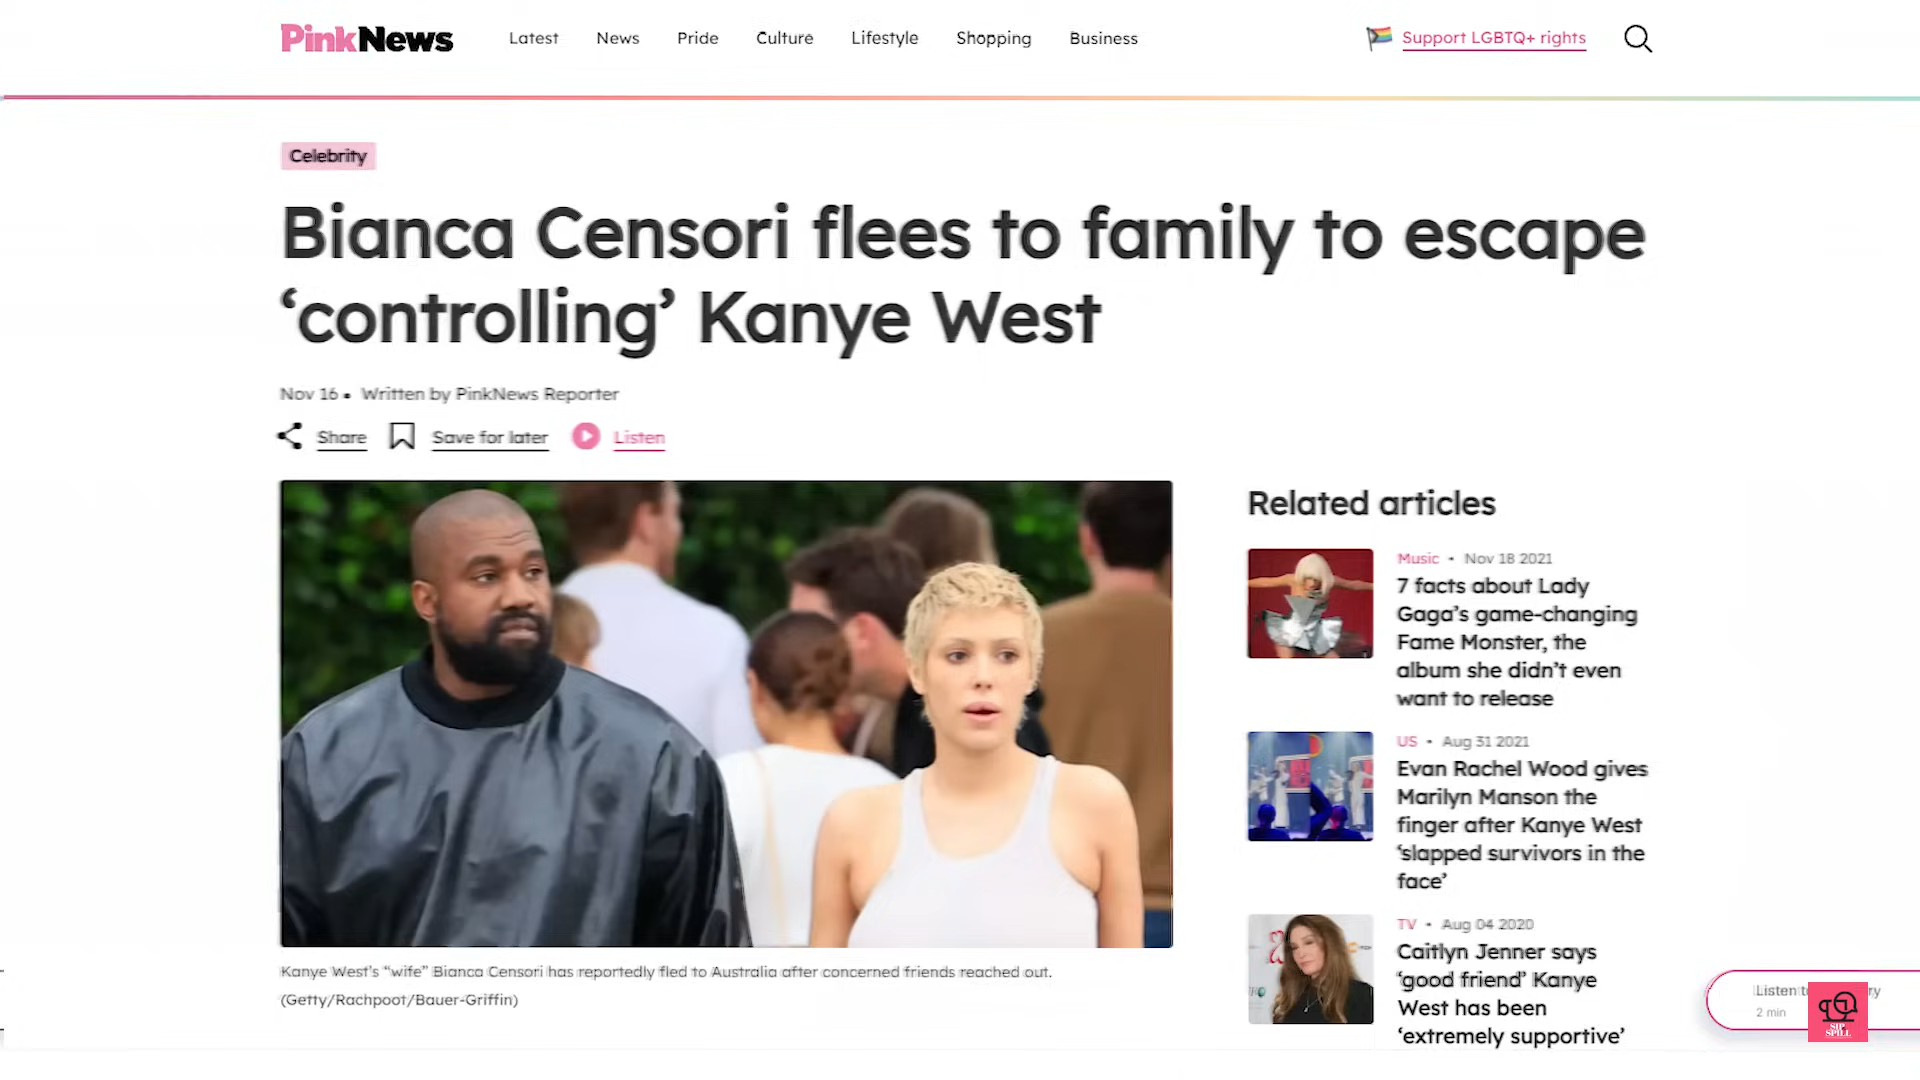 PinkNews
Latest News Pride Culture Lifestyle Shopping Business
Support LGBTQ+ rights
Celebrity
Bianca Censori flees to family to escape
‘controlling’ Kanye West
Nov 16 • Written by PinkNews Reporter
Share Save for later Listen
Kanye West’s “wife” Bianca Censori has reportedly fled to Australia after concerned friends reached out.
(Getty/Rachpoot/Bauer-Griffin)
Related articles
Music • Nov 18 2021
7 facts about Lady
Gaga’s game-changing
Fame Monster, the
album she didn’t even
want to release
US • Aug 31 2021
Evan Rachel Wood gives
Marilyn Manson the
finger after Kanye West
‘slapped survivors in the
face’
TV • Aug 04 2020
Caitlyn Jenner says
‘good friend’ Kanye
West has been
‘extremely supportive’
Listen
2 min
SIP
SPILL